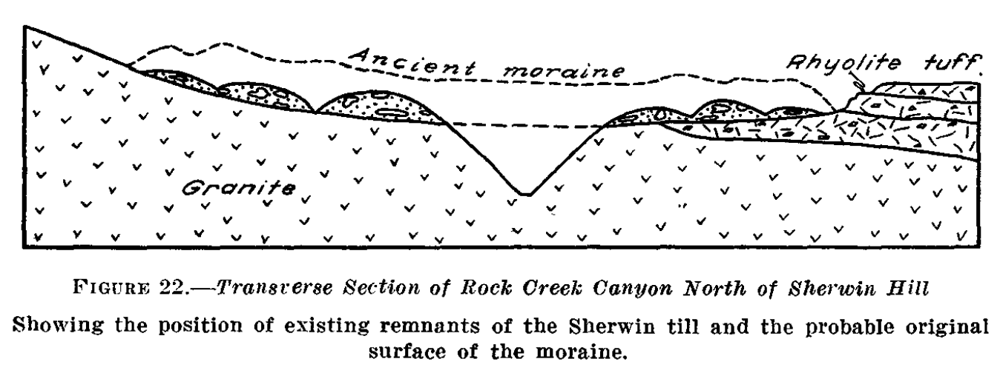 Ancient moraine
Rhyolite tuff.
Granite
FIGURE 22.—Transverse Section of Rock Creek Canyon North of Sherwin Hill
Showing the position of existing remnants of the Sherwin till and the probable original
surface of the moraine.